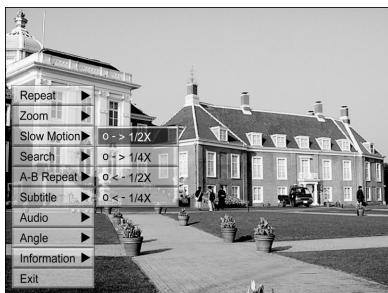 Repeat
Zoom
Slow Motion
O - > 1/2X
Search
O - > 1/4X
A-B Repeat
O < - 1/2X
Subtitle
O < - 1/4X
Audio
Angle
Information
Exit